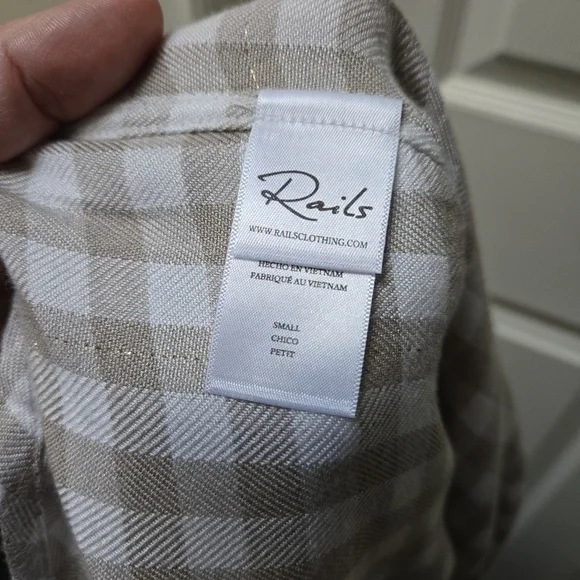 Rails
WWW.RAILSCLOTHING.COM
HECHO EN VIETNAM
FABRIQUÉ AU VIETNAM
SMALL
CHICO
PETIT